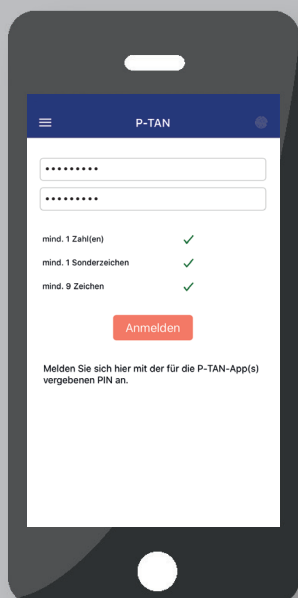 P-TAN
•••••••••
•••••••••
mind. 1 Zahl(en)
mind. 1 Sonderzeichen
mind. 9 Zeichen
Anmelden
Melden Sie sich hier mit der für die P-TAN-App(s)
vergebenen PIN an.